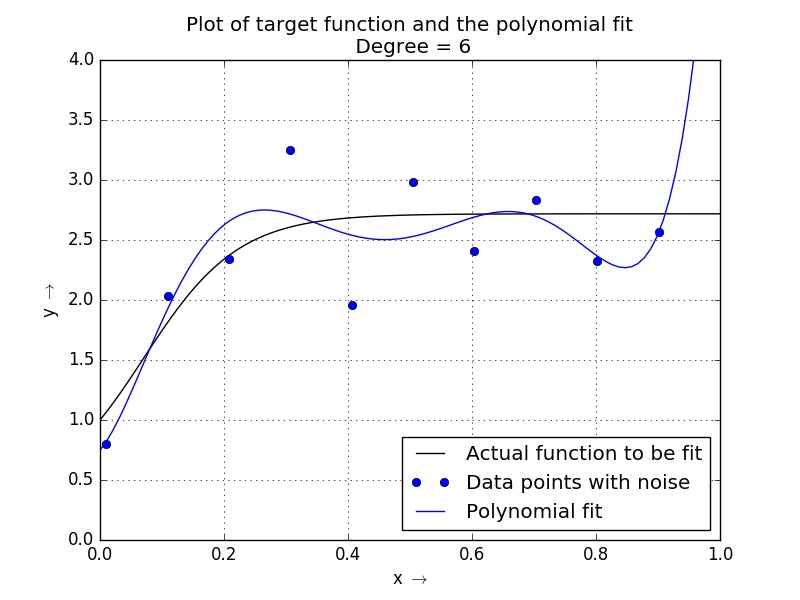 Plot of target function and the polynomial fit
Degree = 6
4.0
3.5
3.0
2.5
2.0
1.5
1.0
0.5
0.0
y →
Actual function to be fit
Data points with noise
Polynomial fit
0.0 0.2 0.4 0.6 0.8 1.0
x →